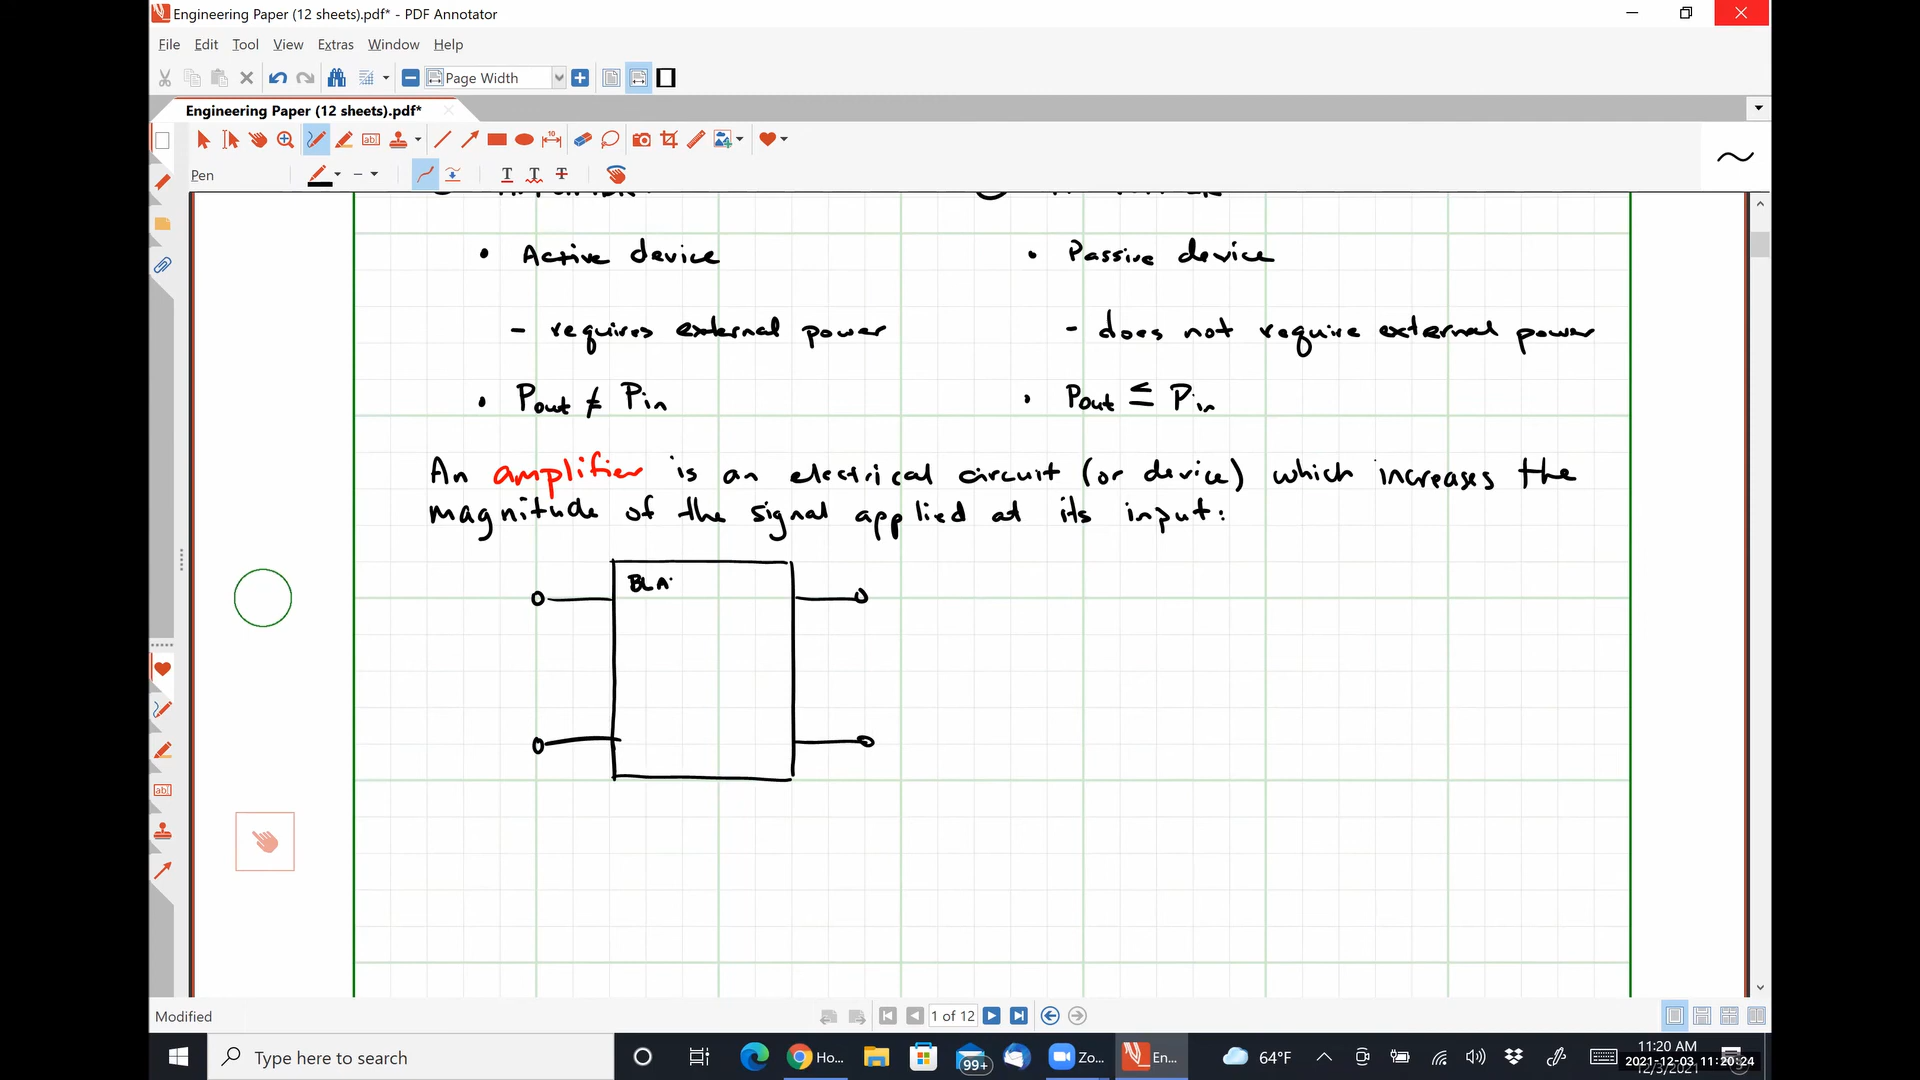 Engineering Paper (12 sheets).pdf* - PDF Annotator
File Edit Tool View Extras Window Help
Page Width
Engineering Paper (12 sheets).pdf*
Pen
• Active device
• Passive device
- requires external power
- does not require external power
• Pout ≠ Pin
• Pout ≤ Pin
An amplifier is an electrical circuit (or device) which increases the
magnitude of the signal applied at its input:
BLA
Modified
1 of 12
Type here to search
99+
Ho...
Zo...
En...
64°F
11:20 AM
2021-12-03, 11:20:24